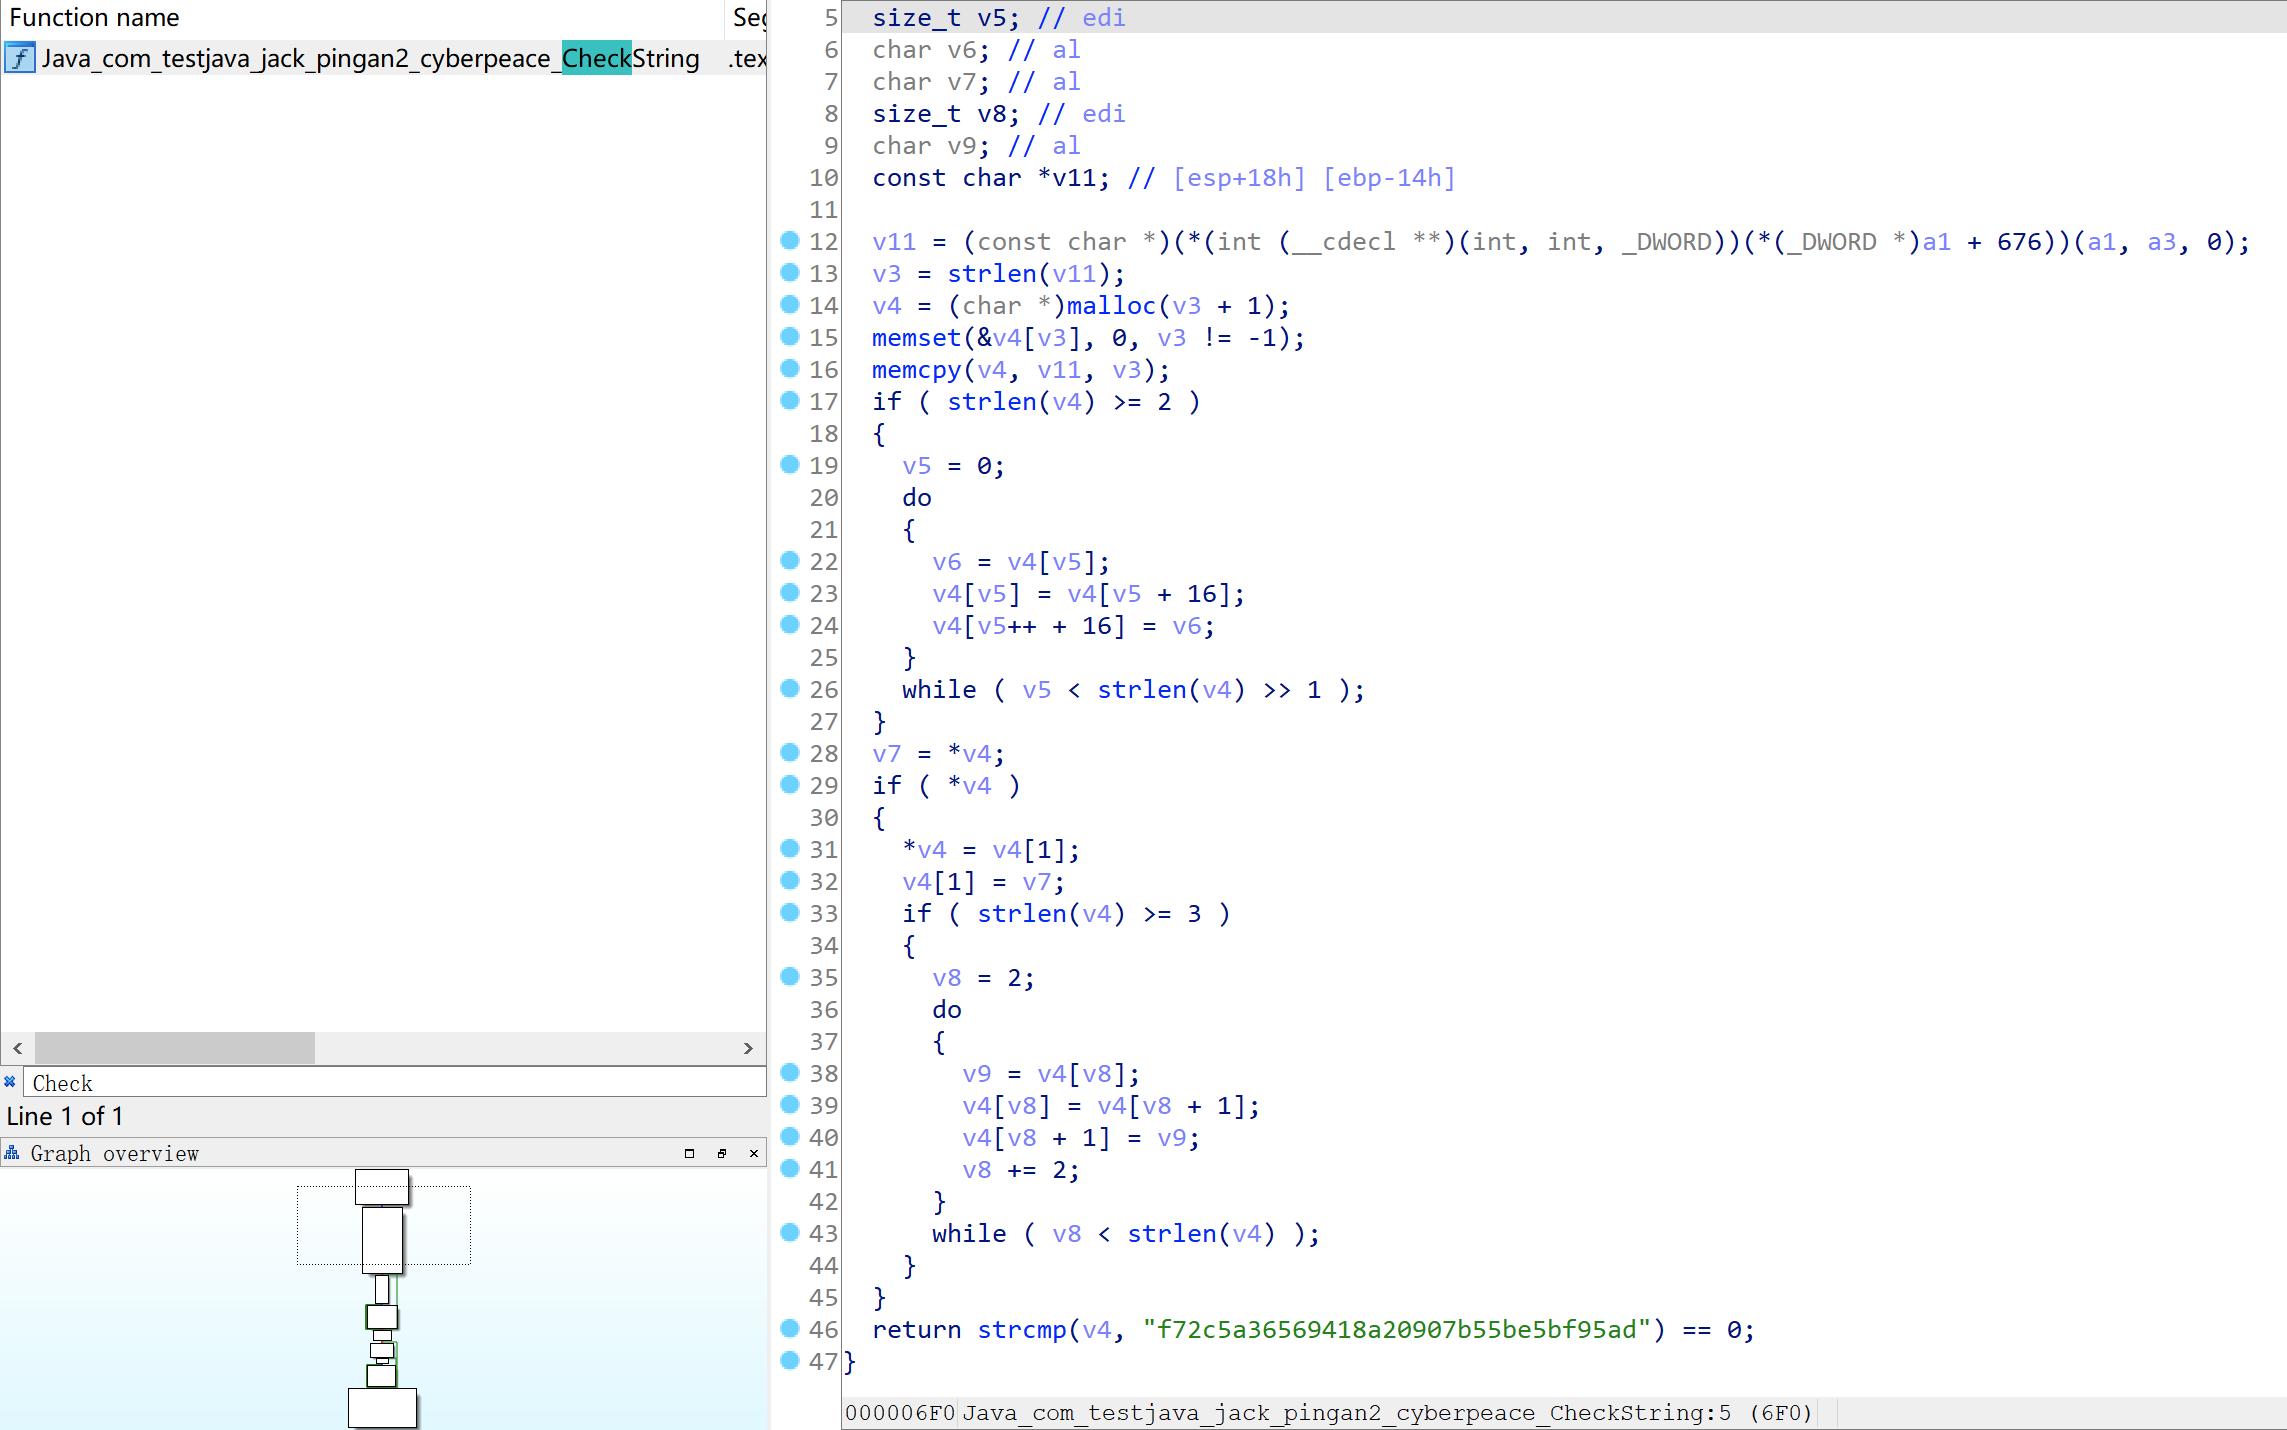 Function name
Java_com_testjava_jack_pingan2_cyberpeace_CheckString .tex
Check
Line 1 of 1
Graph overview
5 size_t v5; // edi
6 char v6; // al
7 char v7; // al
8 size_t v8; // edi
9 char v9; // al
10 const char *v11; // [esp+18h] [ebp-14h]
11
12 v11 = (const char *)(*(int (__cdecl **)(int, int, _DWORD))(*(_DWORD *)a1 + 676))(a1, a3, 0);
13 v3 = strlen(v11);
14 v4 = (char *)malloc(v3 + 1);
15 memset(&v4[v3], 0, v3 != -1);
16 memcpy(v4, v11, v3);
17 if ( strlen(v4) >= 2 )
18 {
19 v5 = 0;
20 do
21 {
22 v6 = v4[v5];
23 v4[v5] = v4[v5 + 16];
24 v4[v5++ + 16] = v6;
25 }
26 while ( v5 < strlen(v4) >> 1 );
27 }
28 v7 = *v4;
29 if ( *v4 )
30 {
31 *v4 = v4[1];
32 v4[1] = v7;
33 if ( strlen(v4) >= 3 )
34 {
35 v8 = 2;
36 do
37 {
38 v9 = v4[v8];
39 v4[v8] = v4[v8 + 1];
40 v4[v8 + 1] = v9;
41 v8 += 2;
42 }
43 while ( v8 < strlen(v4) );
44 }
45 }
46 return strcmp(v4, "f72c5a36569418a20907b55be5bf95ad") == 0;
47 }
000006F0 Java_com_testjava_jack_pingan2_cyberpeace_CheckString:5 (6F0)